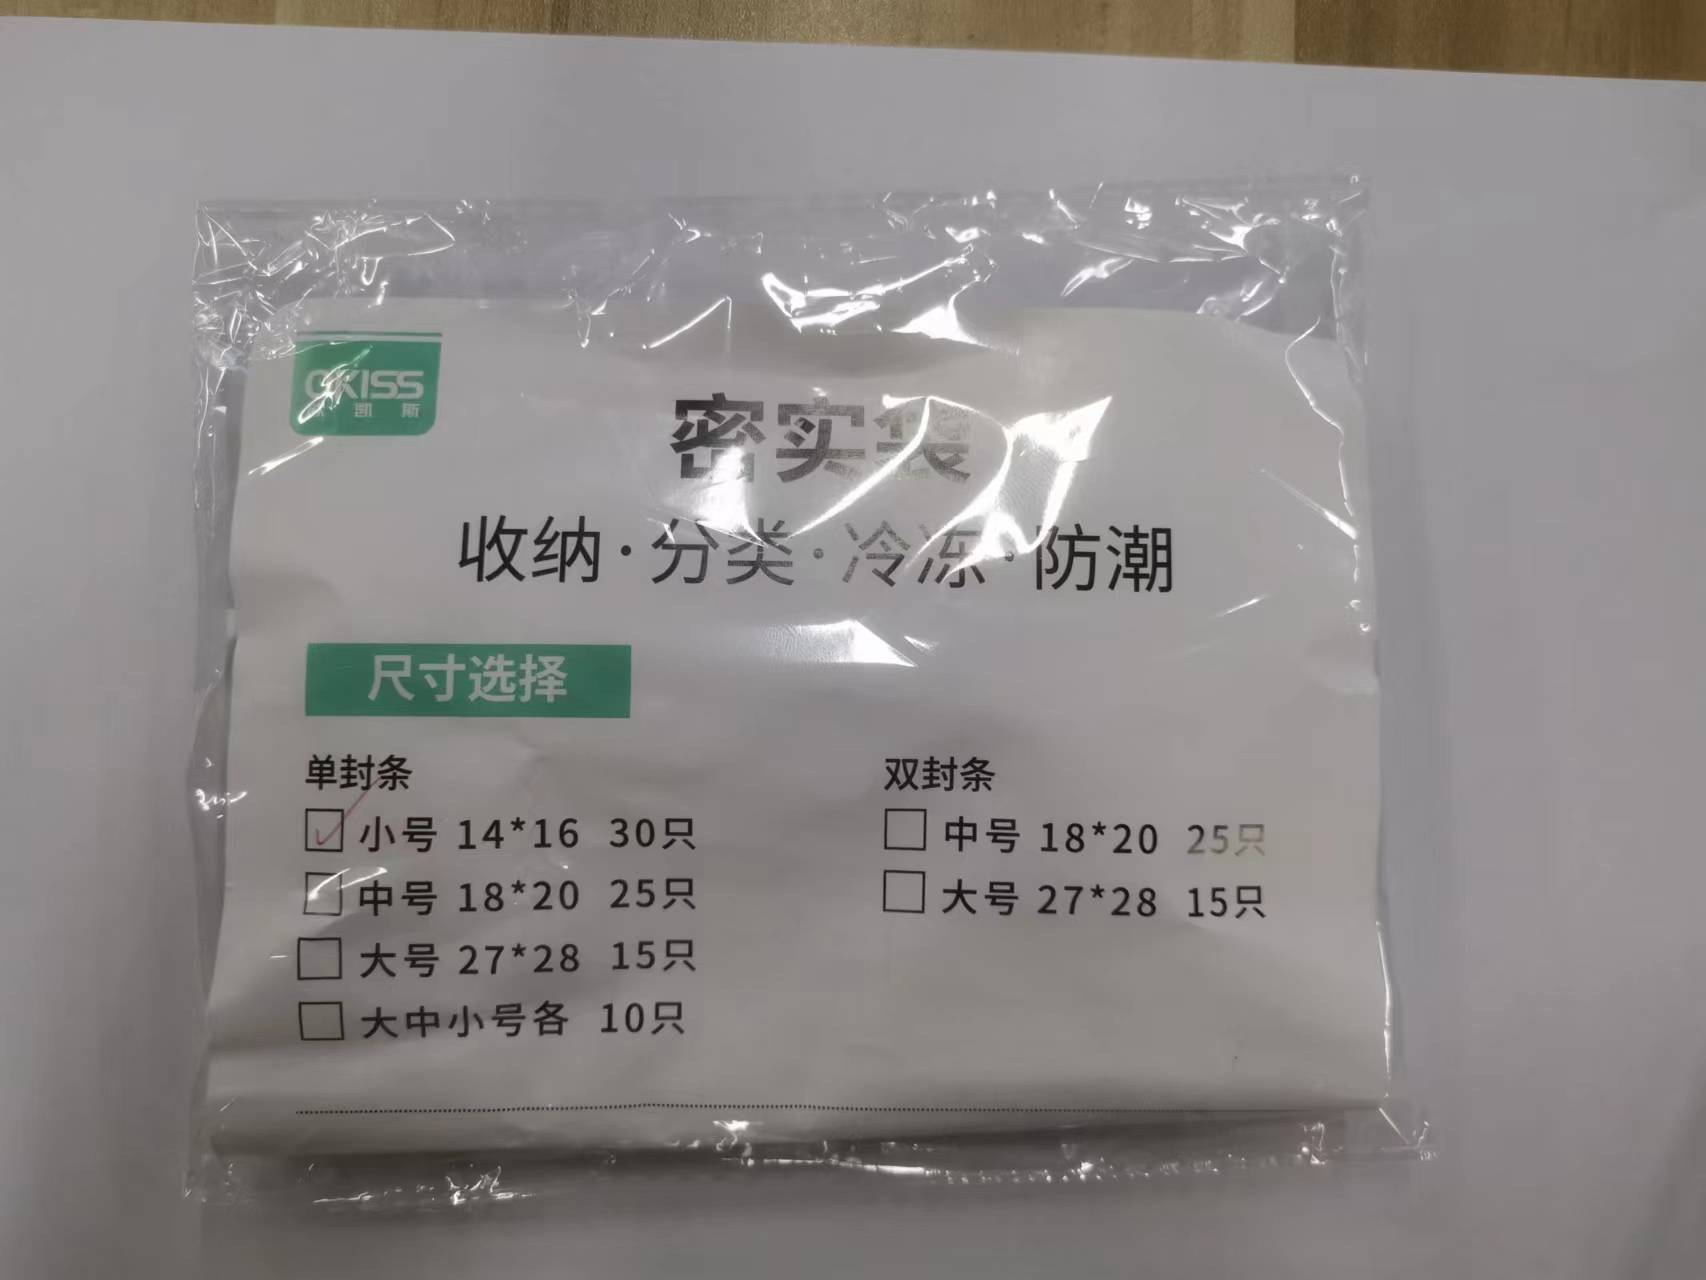 CKISS
凯斯
密实袋
收纳·分类·冷冻·防潮
尺寸选择
单封条
小号 14*16 30只
中号 18*20 25只
大号 27*28 15只
大中小号各 10只
双封条
中号 18*20 25只
大号 27*28 15只